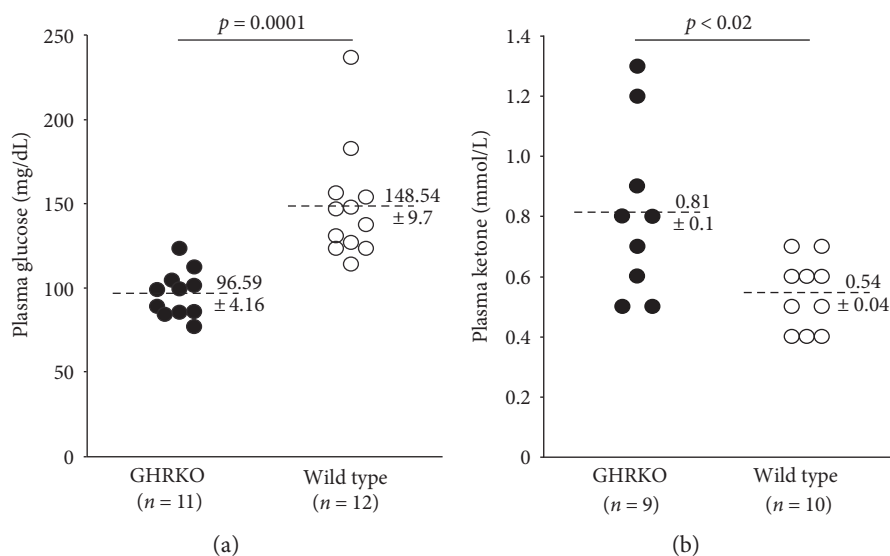 p = 0.0001
Plasma glucose (mg/dL)
250
200
150
100
50
0
96.59
± 4.16
148.54
± 9.7
GHRKO
(n = 11)
Wild type
(n = 12)
(a)
p < 0.02
Plasma ketone (mmol/L)
1.4
1.2
1.0
0.8
0.6
0.4
0.2
0.0
0.81
± 0.1
0.54
± 0.04
GHRKO
(n = 9)
Wild type
(n = 10)
(b)